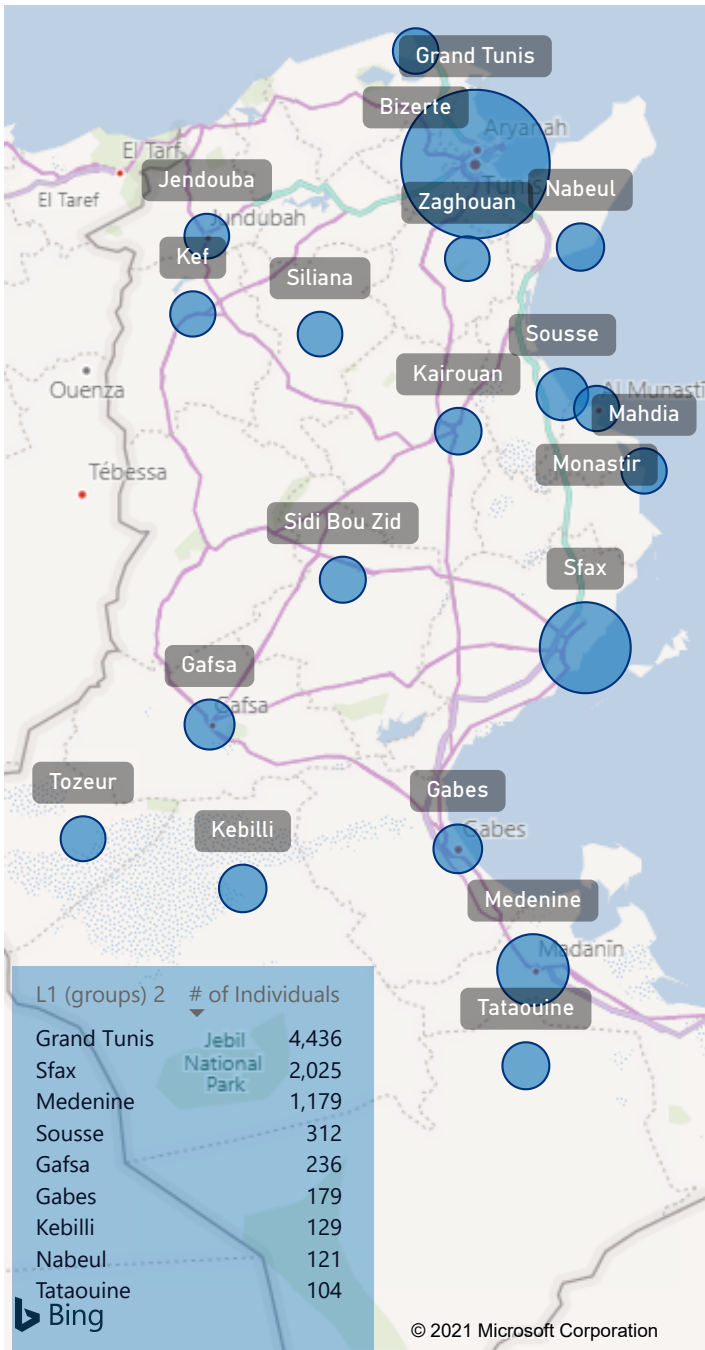 Grand Tunis
Bizerte
Aryanah
El Tarf
Jendouba
Tunis
Nabeul
El Taref
Zaghouan
Jundubah
Kef
Siliana
Sousse
Kairouan
Ouenza
Al Munastī
Mahdia
Monastir
Tébessa
Sidi Bou Zid
Sfax
Gafsa
Gafsa
Tozeur
Gabes
Kebilli
Gabes
Medenine
Madanīn
Tataouine
L1 (groups) 2 # of Individuals
Grand Tunis 4,436
Jebil
National
Park
Sfax 2,025
Medenine 1,179
Sousse 312
Gafsa 236
Gabes 179
Kebilli 129
Nabeul 121
Tataouine 104
Bing
© 2021 Microsoft Corporation